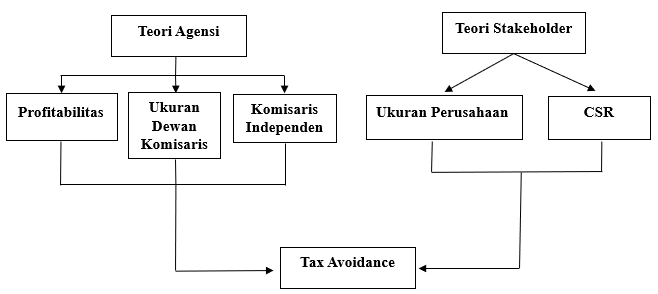 Teori Agensi
Teori Stakeholder
Profitabilitas
Ukuran
Dewan
Komisaris
Komisaris
Independen
Ukuran Perusahaan
CSR
Tax Avoidance